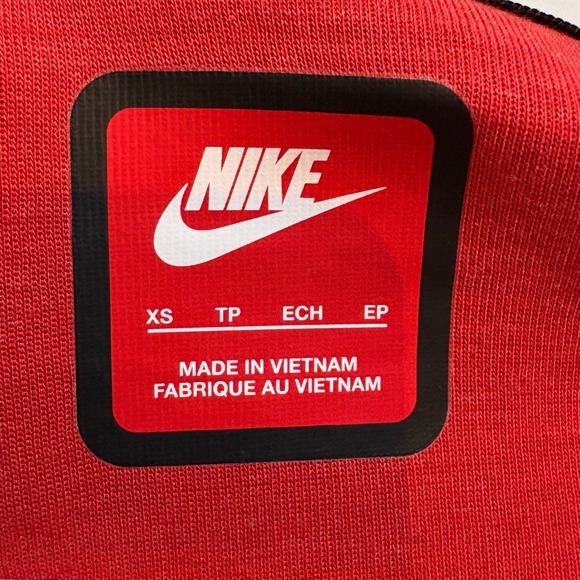 NIKE
XS TP ECH EP
MADE IN VIETNAM
FABRIQUE AU VIETNAM